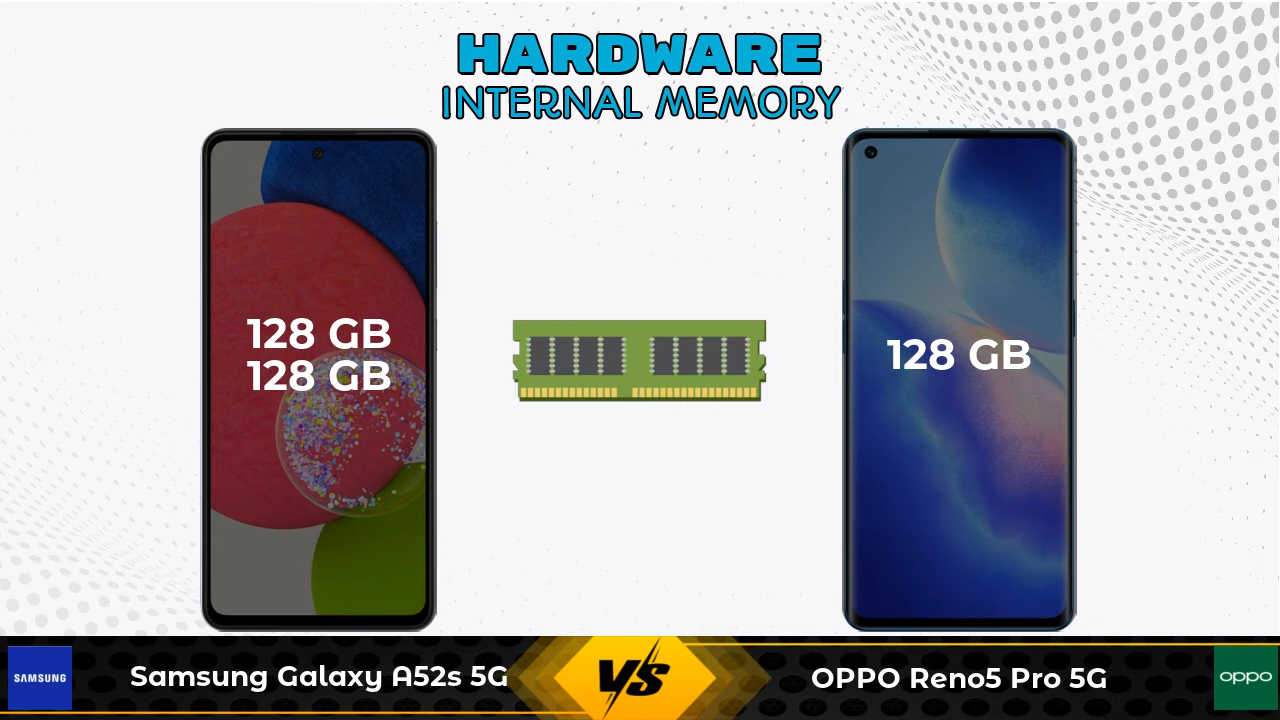 HARDWARE
INTERNAL MEMORY
128 GB
128 GB
128 GB
SAMSUNG
Samsung Galaxy A52s 5G
VS
OPPO Reno5 Pro 5G
oppo